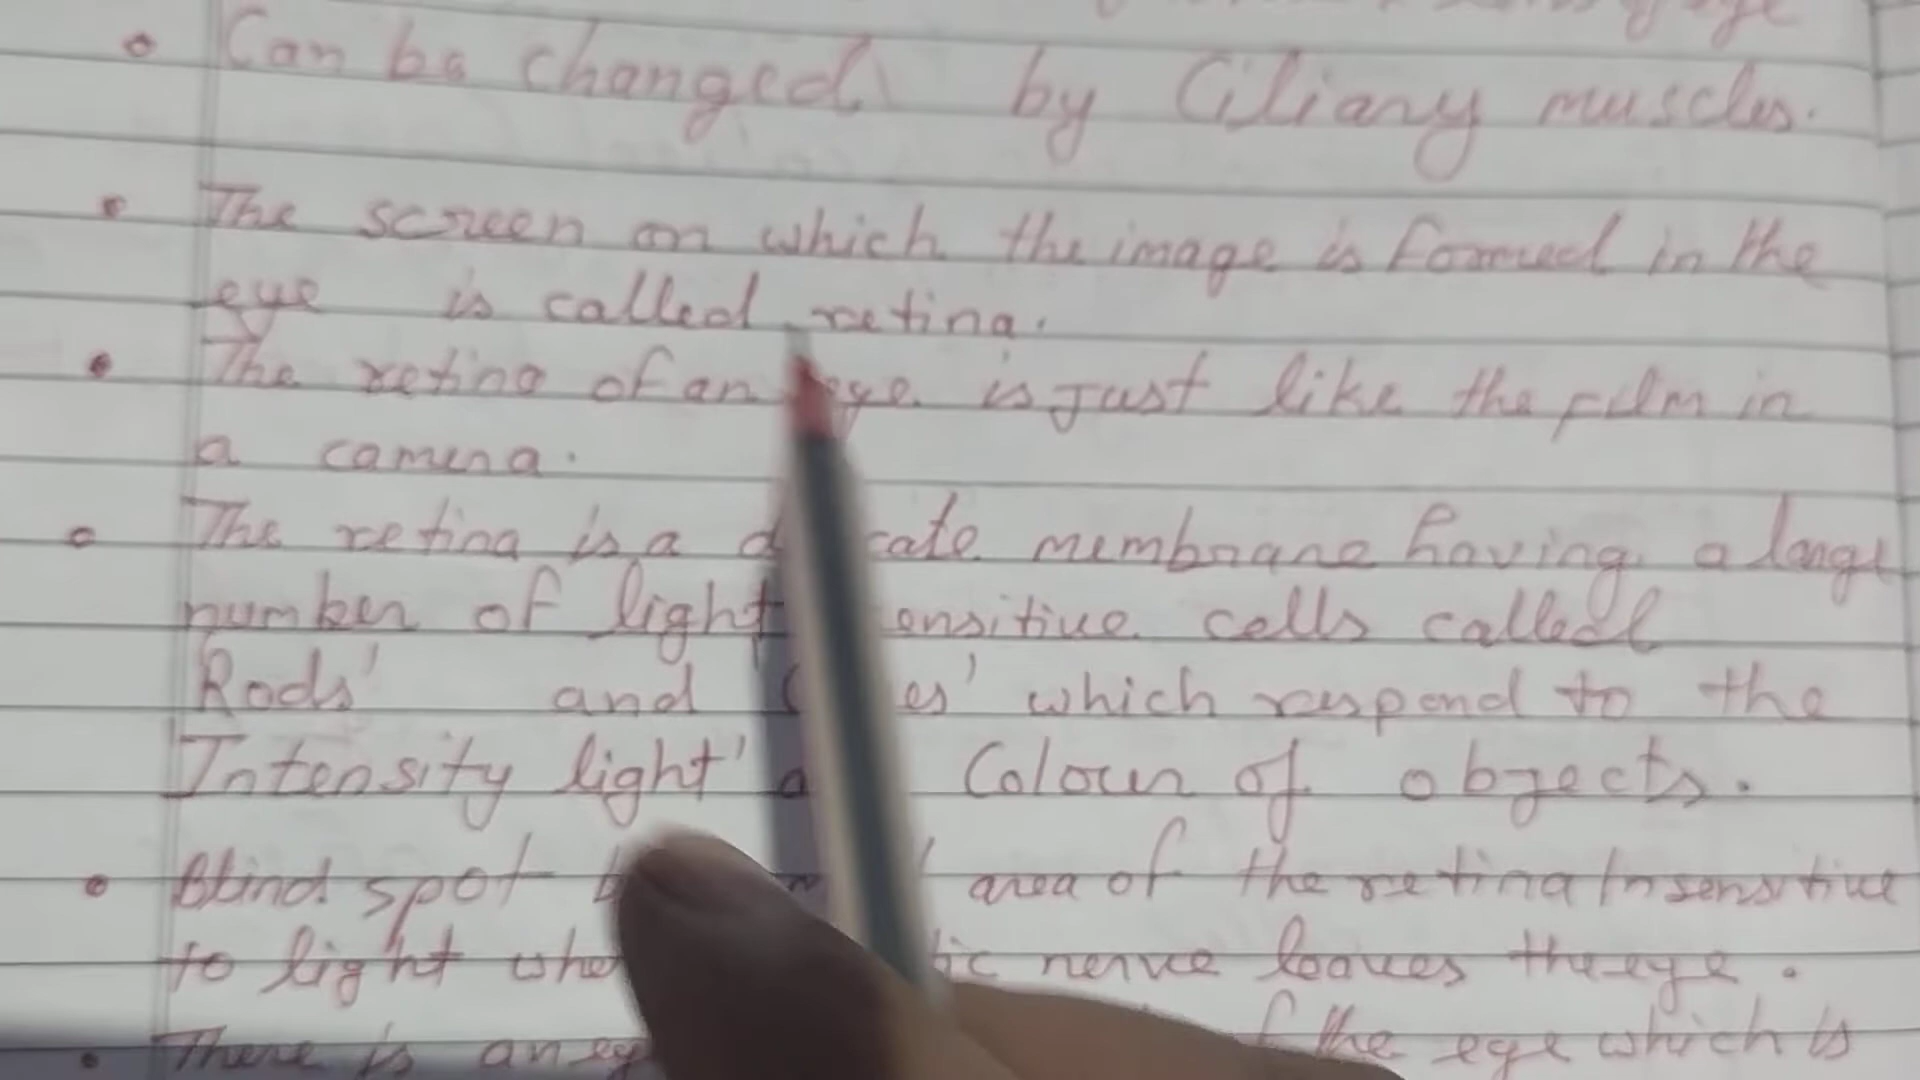 Can be changed by Ciliary muscles.
The screen on which the image is formed in the
eye is called retina.
The retina of an eye is Just like the film in
a camera.
The retina is a membrane having a large
number of light cells called
Rods' and which respond to the
Intensity light' Colour of objects.
Blind spot area of the retina Insensitive
to light nerve leaves the eye.
There is an the eye which is